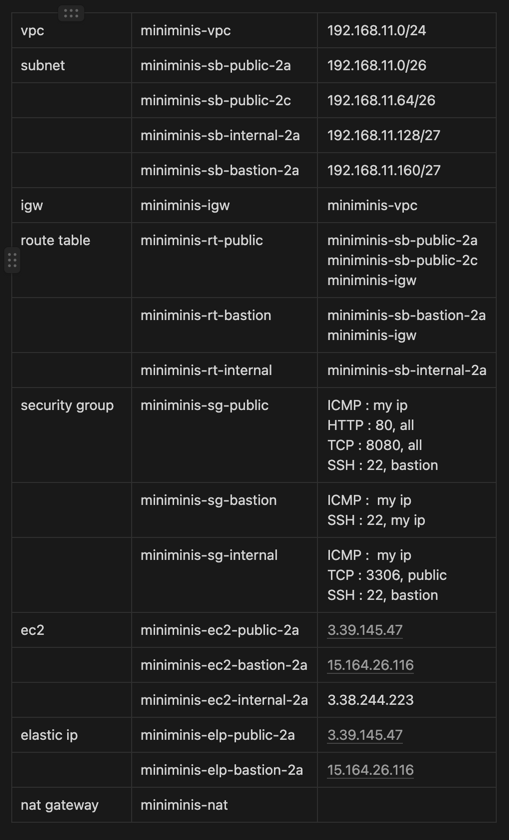 vpc miniminis-vpc 192.168.11.0/24
subnet miniminis-sb-public-2a 192.168.11.0/26
miniminis-sb-public-2c 192.168.11.64/26
miniminis-sb-internal-2a 192.168.11.128/27
miniminis-sb-bastion-2a 192.168.11.160/27
igw miniminis-igw miniminis-vpc
route table miniminis-rt-public miniminis-sb-public-2a
miniminis-sb-public-2c
miniminis-igw
miniminis-rt-bastion miniminis-sb-bastion-2a
miniminis-igw
miniminis-rt-internal miniminis-sb-internal-2a
security group miniminis-sg-public ICMP : my ip
HTTP : 80, all
TCP : 8080, all
SSH : 22, bastion
miniminis-sg-bastion ICMP :  my ip
SSH : 22, my ip
miniminis-sg-internal ICMP :  my ip
TCP : 3306, public
SSH : 22, bastion
ec2 miniminis-ec2-public-2a 3.39.145.47
miniminis-ec2-bastion-2a 15.164.26.116
miniminis-ec2-internal-2a 3.38.244.223
elastic ip miniminis-elp-public-2a 3.39.145.47
miniminis-elp-bastion-2a 15.164.26.116
nat gateway miniminis-nat